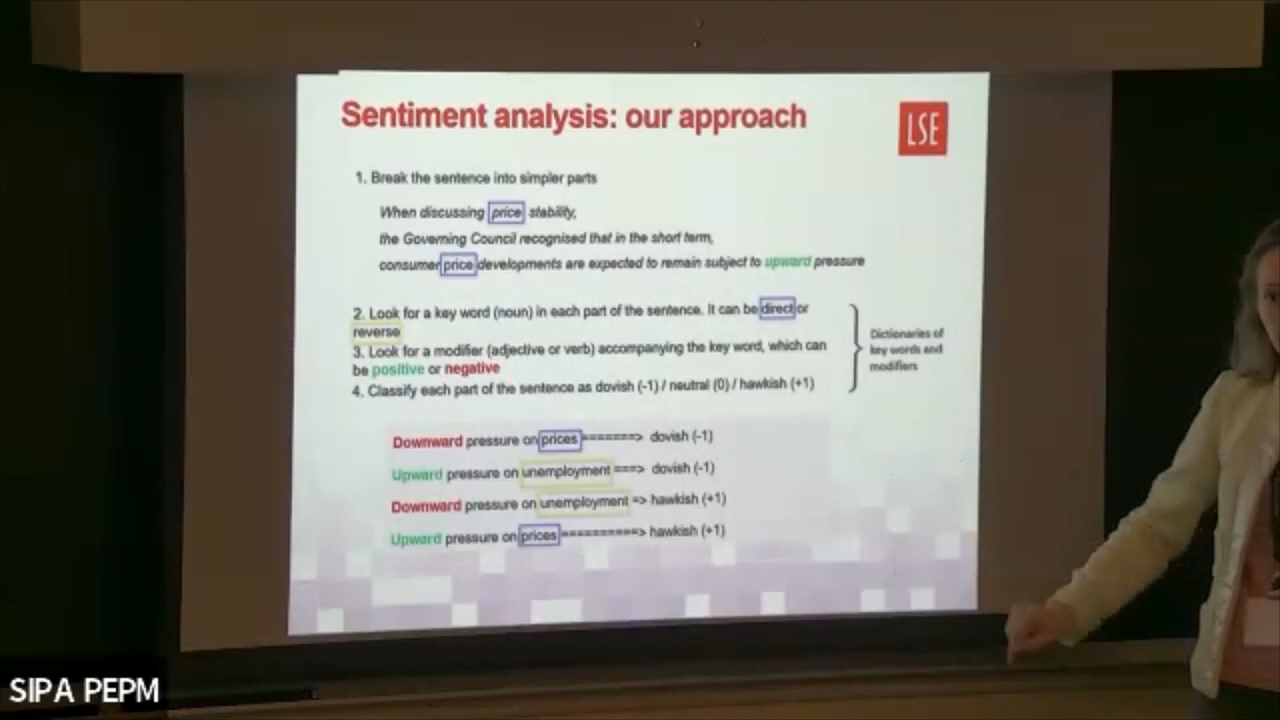 Sentiment analysis: our approach
LSE
1. Break the sentence into simpler parts
When discussing price stability,
the Governing Council recognised that in the short term,
consumer price developments are expected to remain subject to upward pressure
2. Look for a key word (noun) in each part of the sentence. It can be direct or
reverse
3. Look for a modifier (adjective or verb) accompanying the key word, which can
be positive or negative
4. Classify each part of the sentence as dovish (-1) / neutral (0) / hawkish (+1)
Dictionaries of
key words and
modifiers
Downward pressure on prices =======> dovish (-1)
Upward pressure on unemployment ===> dovish (-1)
Downward pressure on unemployment => hawkish (+1)
Upward pressure on prices ==========> hawkish (+1)
SIPA PEPM